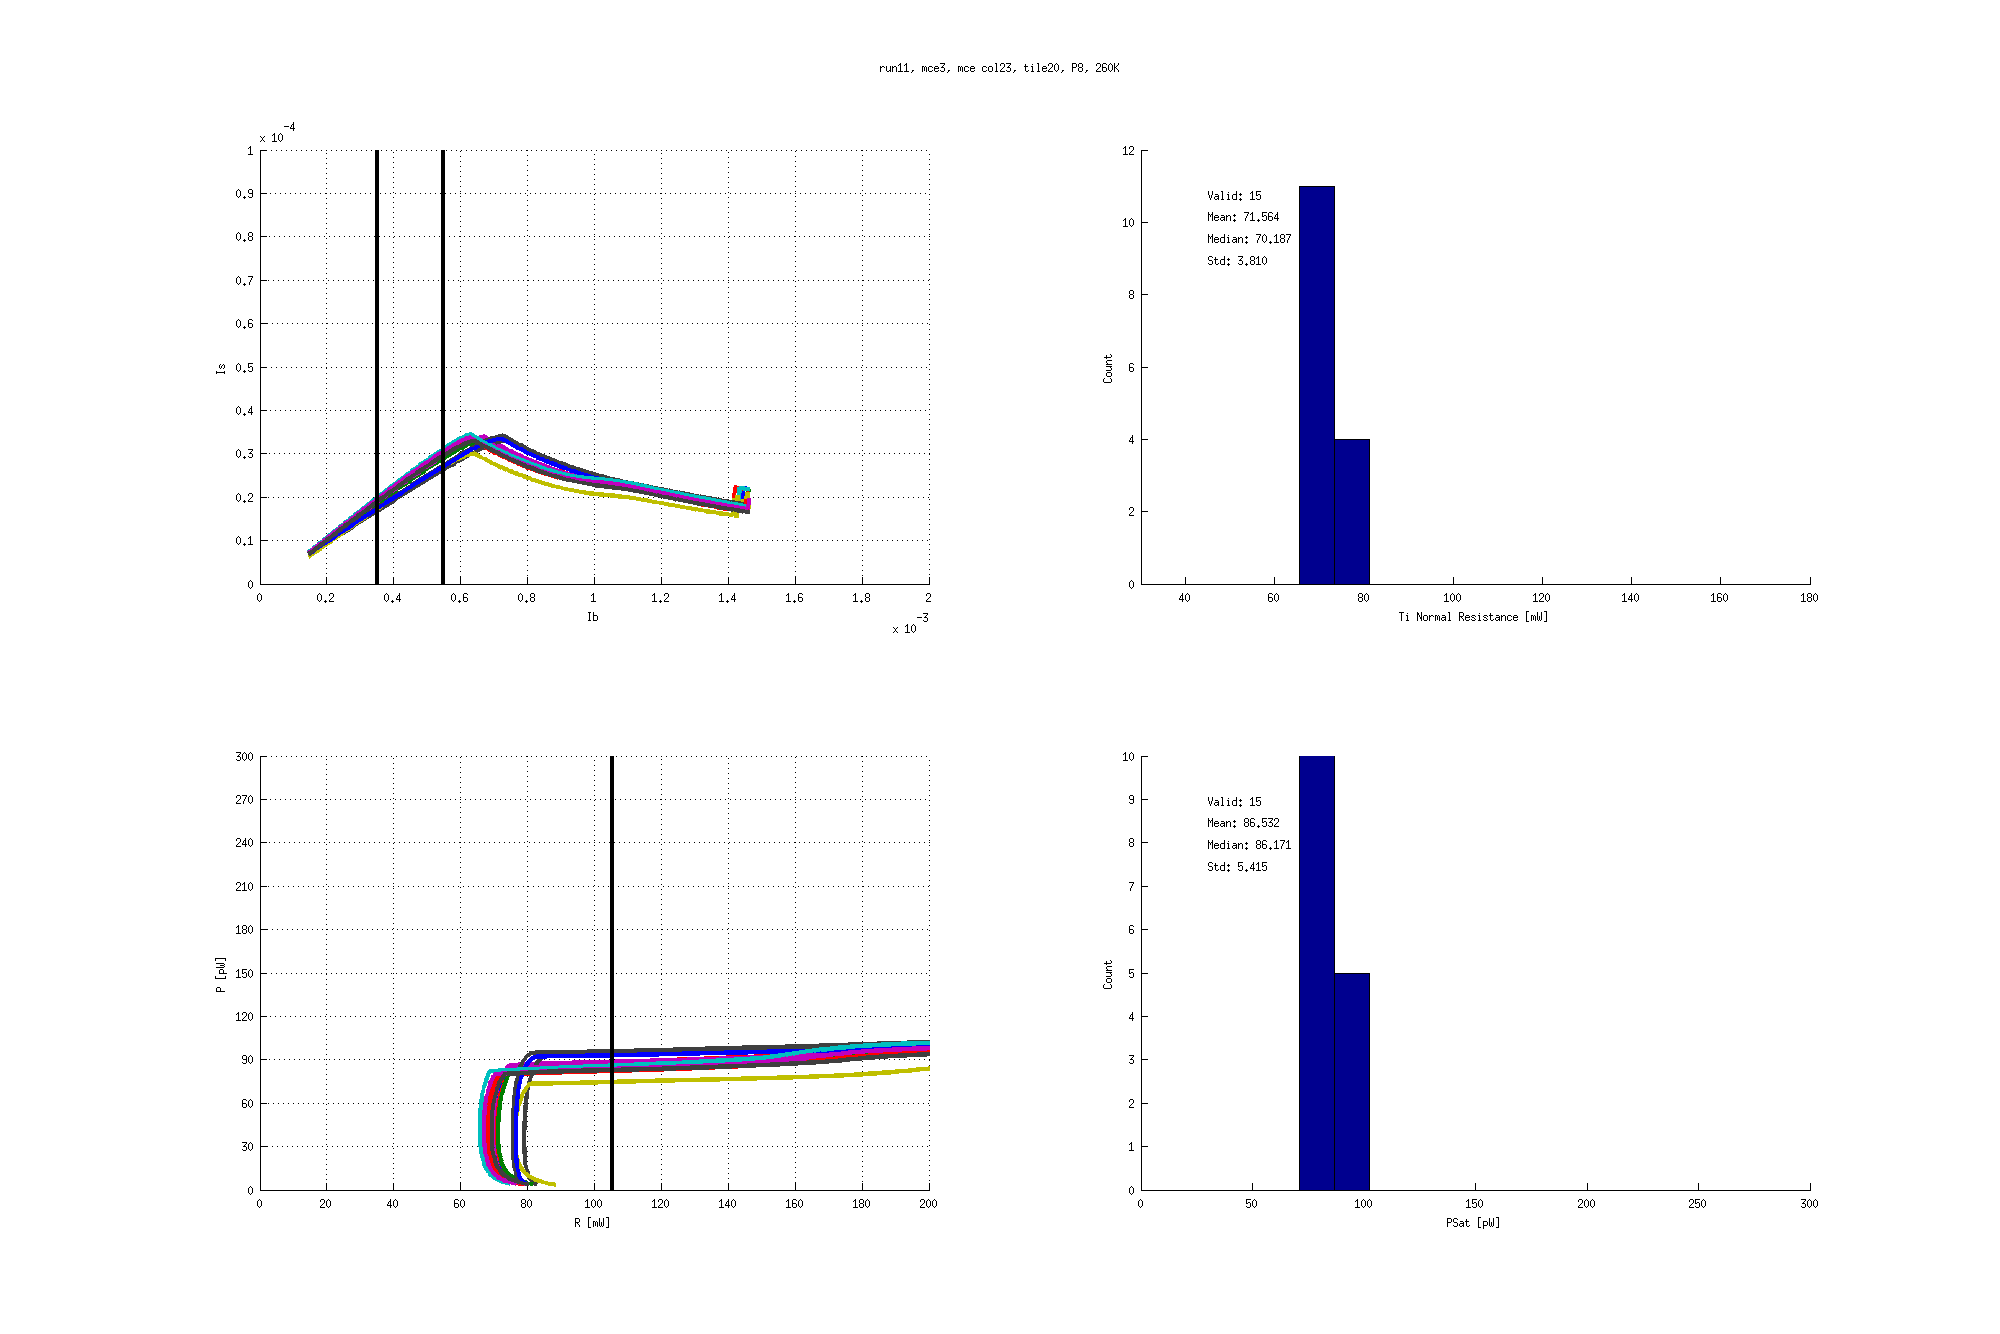 run11, mce3, mce col23, tile20, P8, 260K
x 10^-4
1
0.9
0.8
0.7
0.6
0.5
0.4
0.3
0.2
0.1
0
Is
0 0.2 0.4 0.6 0.8 1 1.2 1.4 1.6 1.8 2
Ib
x 10^-3
12
10
8
6
4
2
0
Count
Valid: 15
Mean: 71.564
Median: 70.187
Std: 3.810
40 60 80 100 120 140 160 180
Ti Normal Resistance [mW]
300
270
240
210
180
150
120
90
60
30
0
P [pW]
0 20 40 60 80 100 120 140 160 180 200
R [mW]
10
9
8
7
6
5
4
3
2
1
0
Count
Valid: 15
Mean: 86.532
Median: 86.171
Std: 5.415
0 50 100 150 200 250 300
PSat [pW]